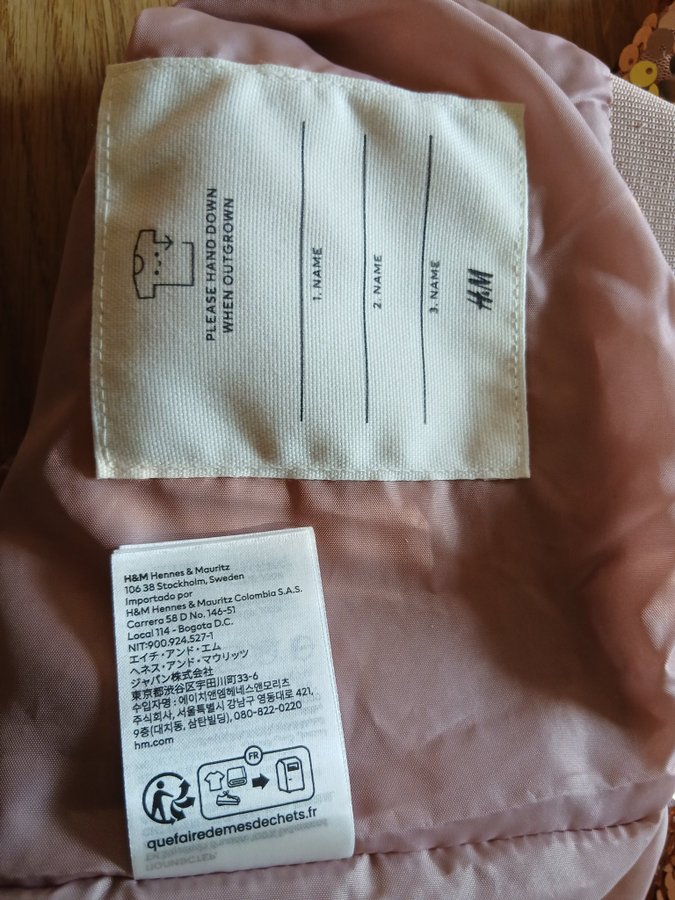 PLEASE HAND DOWN
WHEN OUTGROWN
1. NAME
2. NAME
3. NAME
H&M
H&M Hennes & Mauritz
106 38 Stockholm, Sweden
Importado por
H&M Hennes & Mauritz Colombia S.A.S.
Carrera 58 D No. 146-51
Local 114 - Bogota D.C.
NIT:900.924.527-1
エイチ・アンド・エム
ヘネス・アンド・マウリッツ
ジャパン株式会社
東京都渋谷区宇田川町33-6
수입자명 : 에이치앤엠헤네스앤모리츠
주식회사, 서울특별시 강남구 영동대로 421,
9층(대치동, 삼탄빌딩), 080-822-0220
hm.com
FR
quefairedemesdechets.fr